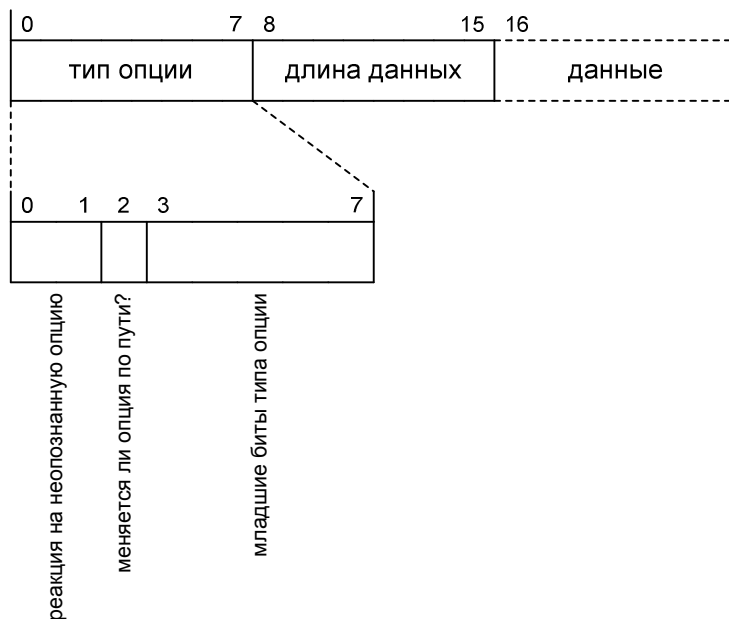 0 7 8 15 16
тип опции длина данных данные
0 1 2 3 7
реакция на неопознанную опцию
меняется ли опция по пути?
младшие биты типа опции